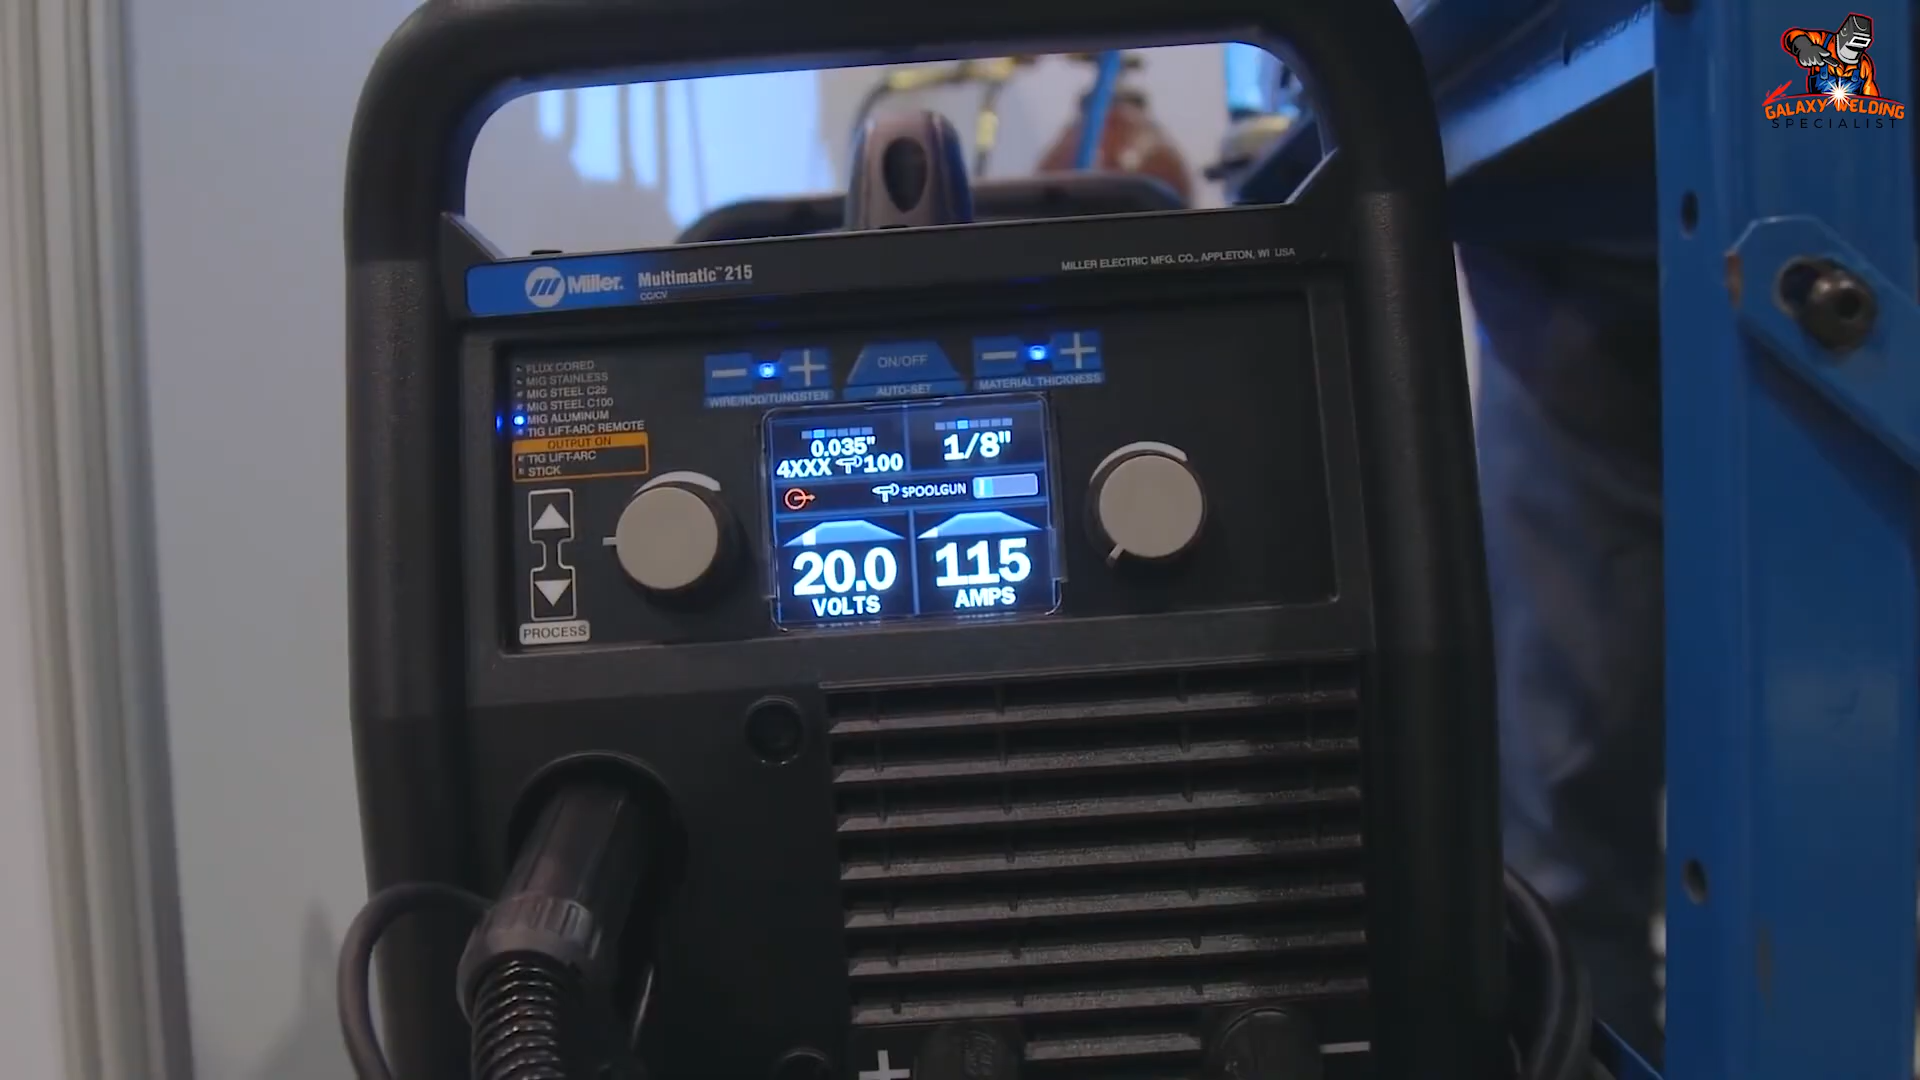 GALAXY WELDING
SPECIALIST
Miller. Multimatic™ 215
CC/CV
MILLER ELECTRIC MFG. CO., APPLETON, WI USA
FLUX CORED
MIG STAINLESS
MIG STEEL C25
MIG STEEL C100
MIG ALUMINUM
TIG LIFT-ARC REMOTE
OUTPUT ON
TIG LIFT-ARC
STICK
PROCESS
− +
WIRE/ROD/TUNGSTEN
ON/OFF
AUTO-SET
− +
MATERIAL THICKNESS
0.035"
4XXX 100
1/8"
SPOOLGUN
20.0
VOLTS
115
AMPS
+ −